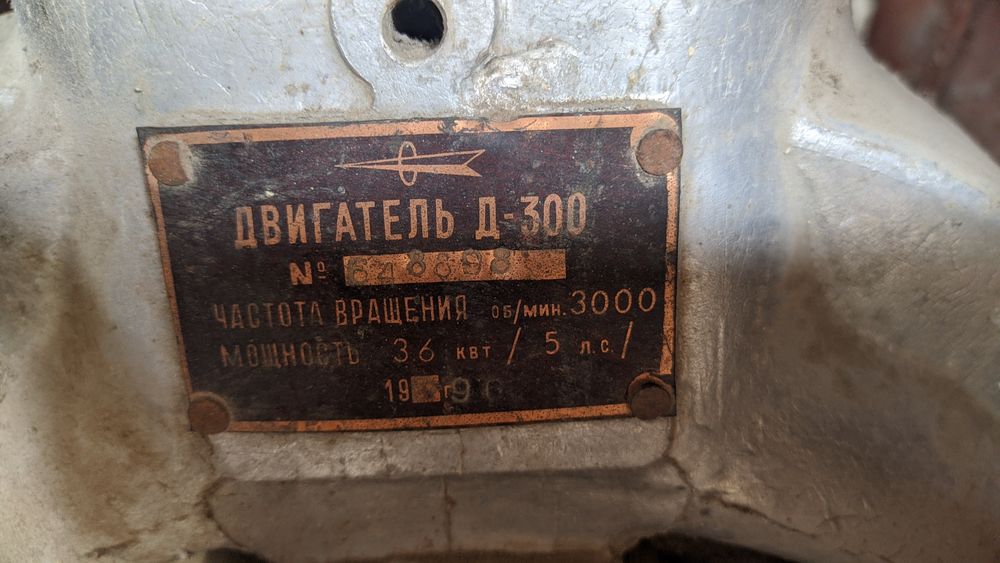 ДВИГАТЕЛЬ Д-300
№
ЧАСТОТА ВРАЩЕНИЯ ОБ/МИН. 3000
МОЩНОСТЬ 36 КВТ / 5 Л.С./